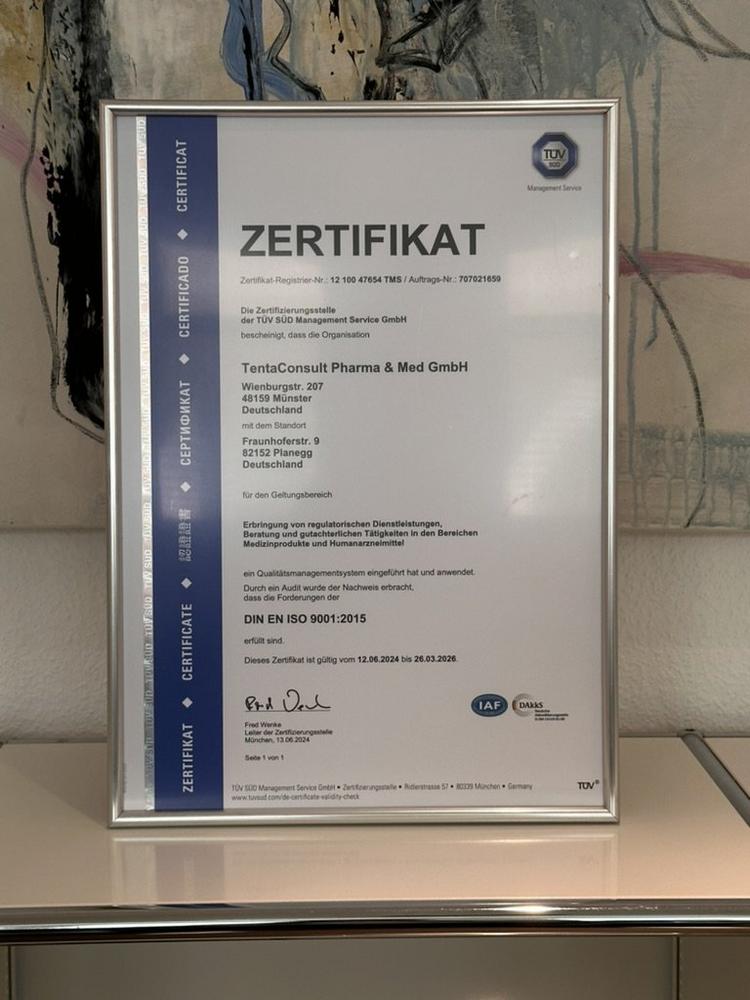 TÜV
SÜD
Management Service
ZERTIFIKAT
Zertifikat-Registrier-Nr.: 12 100 47654 TMS / Auftrags-Nr.: 707021659
Die Zertifizierungsstelle
der TÜV SÜD Management Service GmbH
bescheinigt, dass die Organisation
TentaConsult Pharma & Med GmbH
Wienburgstr. 207
48159 Münster
Deutschland
mit dem Standort
Fraunhoferstr. 9
82152 Planegg
Deutschland
für den Geltungsbereich
Erbringung von regulatorischen Dienstleistungen,
Beratung und gutachterlichen Tätigkeiten in den Bereichen
Medizinprodukte und Humanarzneimittel
ein Qualitätsmanagementsystem eingeführt hat und anwendet.
Durch ein Audit wurde der Nachweis erbracht,
dass die Forderungen der
DIN EN ISO 9001:2015
erfüllt sind.
Dieses Zertifikat ist gültig vom 12.06.2024 bis 26.03.2026.
Fred Wenke
Leiter der Zertifizierungsstelle
München, 13.06.2024
Seite 1 von 1
IAF
DAkkS
Deutsche
Akkreditierungsstelle
TÜV SÜD Management Service GmbH • Zertifizierungsstelle • Ridlerstrasse 57 • 80339 München • Germany
www.tuvsud.com/de-certificate-validity-check
TÜV®
ZERTIFIKAT ◆ CERTIFICATE ◆ 認證證書 ◆ СЕРТИФИКАТ ◆ CERTIFICADO ◆ CERTIFICAT